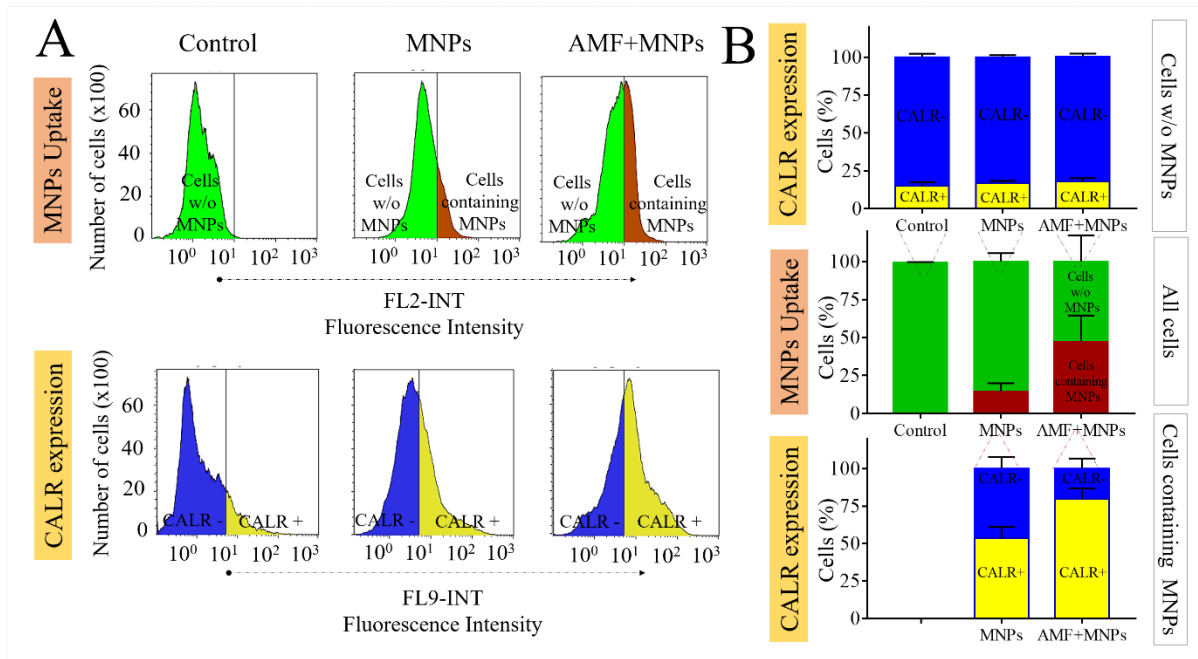 A
Control
MNPs
AMF+MNPs
MNPs Uptake
Number of cells (x100)
60
40
20
0
Cells
w/o
MNPs
10⁰ 10¹ 10² 10³
Cells
w/o
MNPs
Cells
containing
MNPs
10⁰ 10¹ 10² 10³
Cells
w/o
MNPs
Cells
containing
MNPs
10⁰ 10¹ 10² 10³
FL2-INT
Fluorescence Intensity
CALR expression
Number of cells (x100)
60
40
20
0
CALR - CALR +
10⁰ 10¹ 10² 10³
CALR - CALR +
10⁰ 10¹ 10² 10³
CALR - CALR +
10⁰ 10¹ 10² 10³
FL9-INT
Fluorescence Intensity
B
CALR expression
Cells (%)
100
75
50
25
0
CALR- CALR- CALR-
CALR+ CALR+ CALR+
Control MNPs AMF+MNPs
Cells w/o MNPs
MNPs Uptake
Cells (%)
100
75
50
25
0
Cells
w/o
MNPs
Cells
containing
MNPs
Control MNPs AMF+MNPs
All cells
CALR expression
Cells (%)
100
75
50
25
0
CALR- CALR-
CALR+ CALR+
MNPs AMF+MNPs
Cells containing MNPs